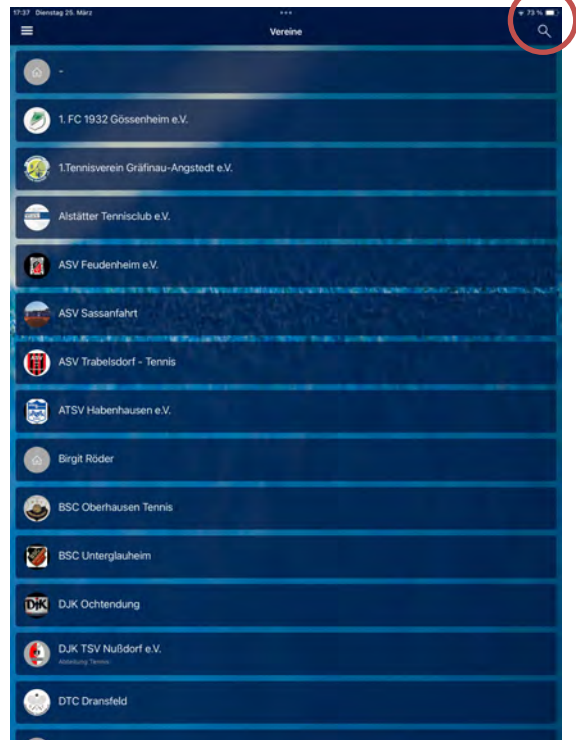 17:37 Dienstag 25. März
73 %
Vereine
-
1. FC 1932 Gössenheim e.V.
1.Tennisverein Gräfinau-Angstedt e.V.
Alstätter Tennisclub e.V.
ASV Feudenheim e.V.
ASV Sassanfahrt
ASV Trabelsdorf - Tennis
ATSV Habenhausen e.V.
Birgit Röder
BSC Oberhausen Tennis
BSC Unterglauheim
DJK
DJK Ochtendung
DJK TSV Nußdorf e.V.
Abteilung Tennis
DTC Dransfeld